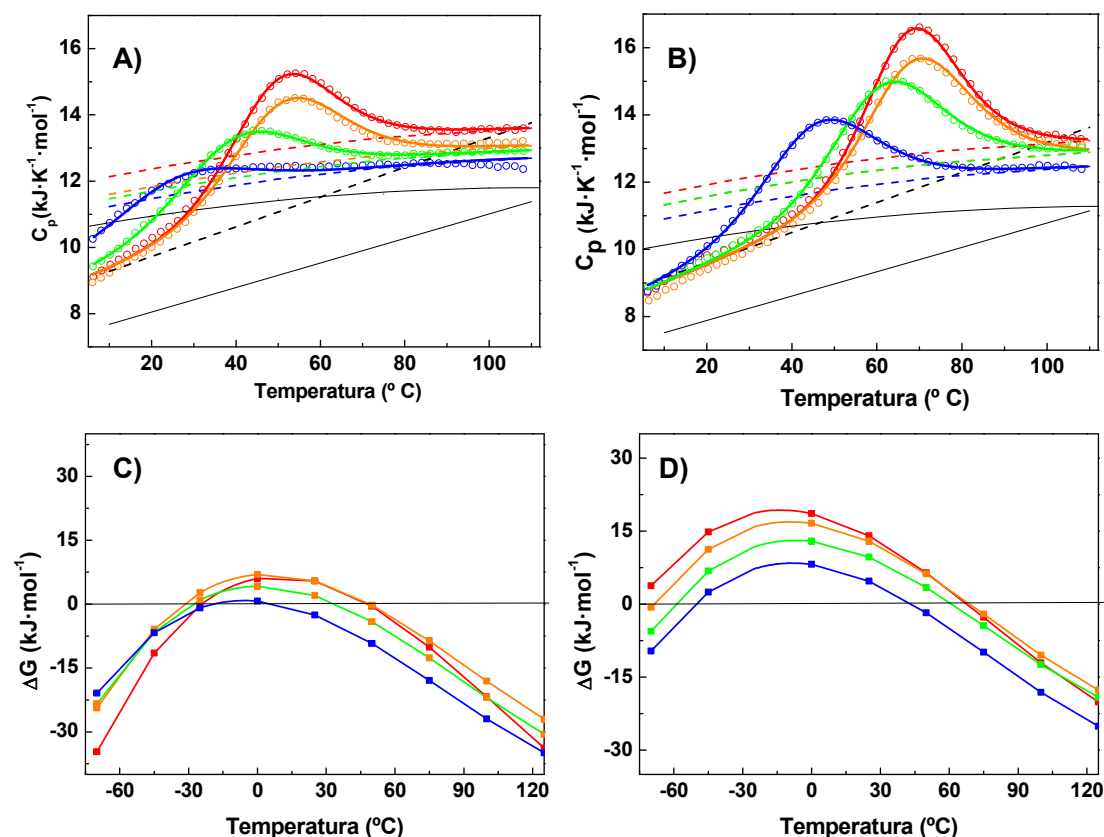 A)
16
14
12
10
8
C_p (kJ·K⁻¹·mol⁻¹)
20 40 60 80 100
Temperatura (º C)
B)
16
14
12
10
8
C_p (kJ·K⁻¹·mol⁻¹)
20 40 60 80 100
Temperatura (º C)
C)
30
15
0
-15
-30
ΔG (kJ·mol⁻¹)
-60 -30 0 30 60 90 120
Temperatura (ºC)
D)
30
15
0
-15
-30
ΔG (kJ·mol⁻¹)
-60 -30 0 30 60 90 120
Temperatura (ºC)